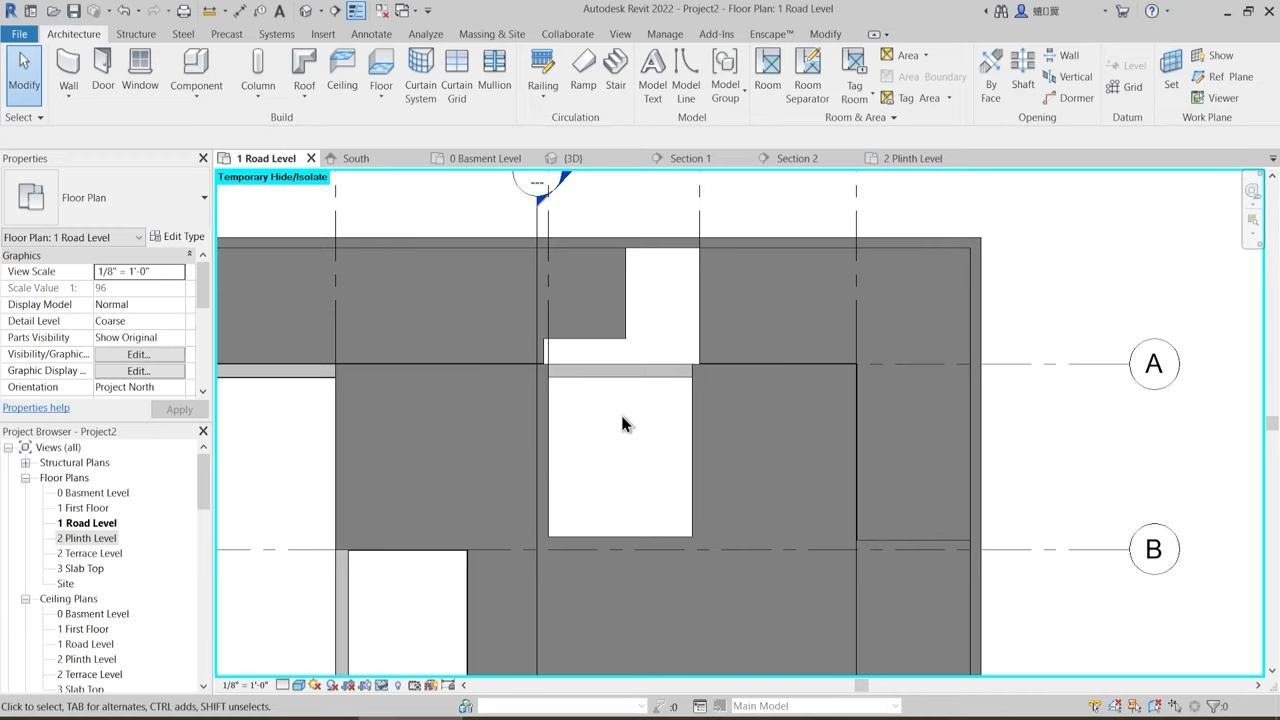 Autodesk Revit 2022 - Project2 - Floor Plan: 1 Road Level
File Architecture Structure Steel Precast Systems Insert Annotate Analyze Massing & Site Collaborate View Manage Add-Ins Enscape™ Modify
Modify Wall Door Window Component Column Roof Ceiling Floor Curtain System Curtain Grid Mullion Railing Ramp Stair Model Text Model Line Model Group Room Room Separator Tag Room Area Area Boundary Tag Area By Face Shaft Wall Vertical Dormer Level Grid Set Show Ref Plane Viewer
Select Build Circulation Model Room & Area Opening Datum Work Plane
Properties
1 Road Level South 0 Basment Level {3D} Section 1 Section 2 2 Plinth Level
Temporary Hide/Isolate
---
Floor Plan
Floor Plan: 1 Road Level Edit Type
Graphics
View Scale 1/8" = 1'-0"
Scale Value 1: 96
Display Model Normal
Detail Level Coarse
Parts Visibility Show Original
Visibility/Graphic... Edit...
Graphic Display ... Edit...
Orientation Project North
Properties help Apply
Project Browser - Project2
Views (all)
Structural Plans
Floor Plans
0 Basment Level
1 First Floor
1 Road Level
2 Plinth Level
2 Terrace Level
3 Slab Top
Site
Ceiling Plans
0 Basment Level
1 First Floor
1 Road Level
2 Plinth Level
2 Terrace Level
3 Slab Top
A
B
1/8" = 1'-0"
Click to select, TAB for alternates, CTRL adds, SHIFT unselects. :0 Main Model :0